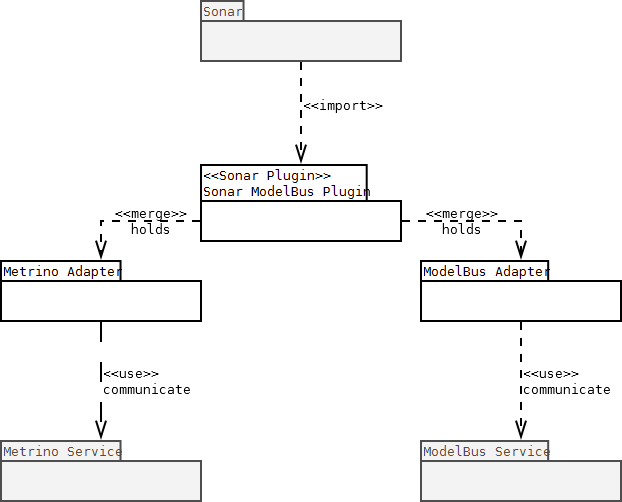 Sonar
<<import>>
<<Sonar Plugin>>
Sonar ModelBus Plugin
<<merge>>
holds
<<merge>>
holds
Metrino Adapter
ModelBus Adapter
<<use>>
communicate
<<use>>
communicate
Metrino Service
ModelBus Service